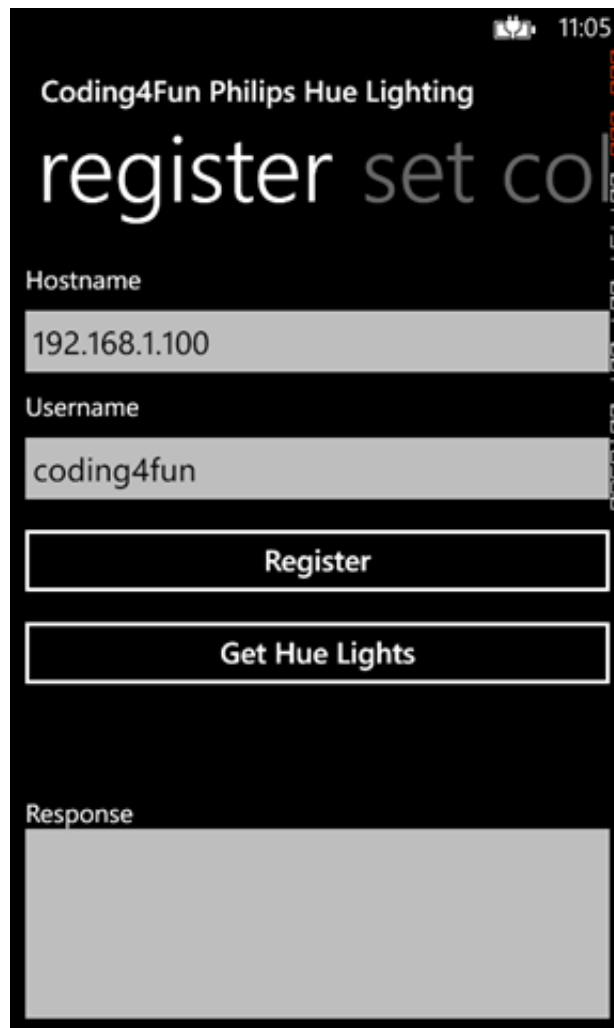 11:05
Coding4Fun Philips Hue Lighting
register set col
Hostname
192.168.1.100
Username
coding4fun
Register
Get Hue Lights
Response